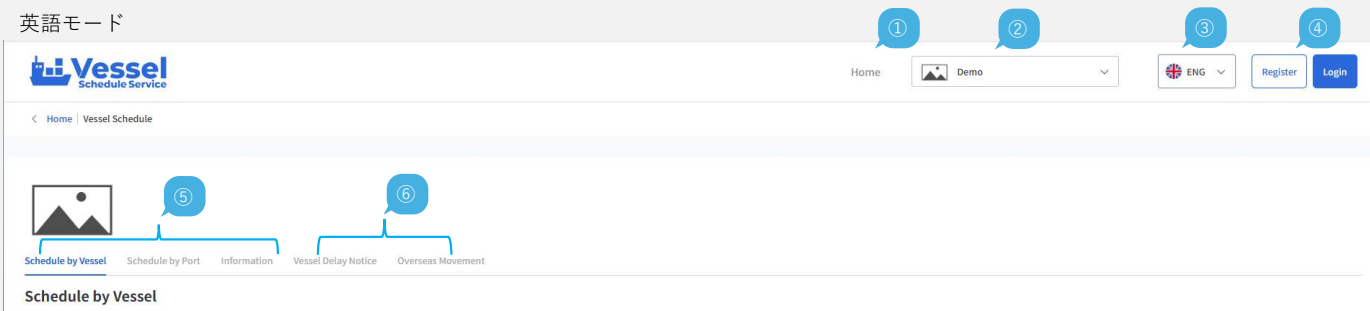 英語モード
① ② ③ ④
Vessel
Schedule Service
Home Demo ENG Register Login
< Home | Vessel Schedule
⑤ ⑥
Schedule by Vessel Schedule by Port Information Vessel Delay Notice Overseas Movement
Schedule by Vessel